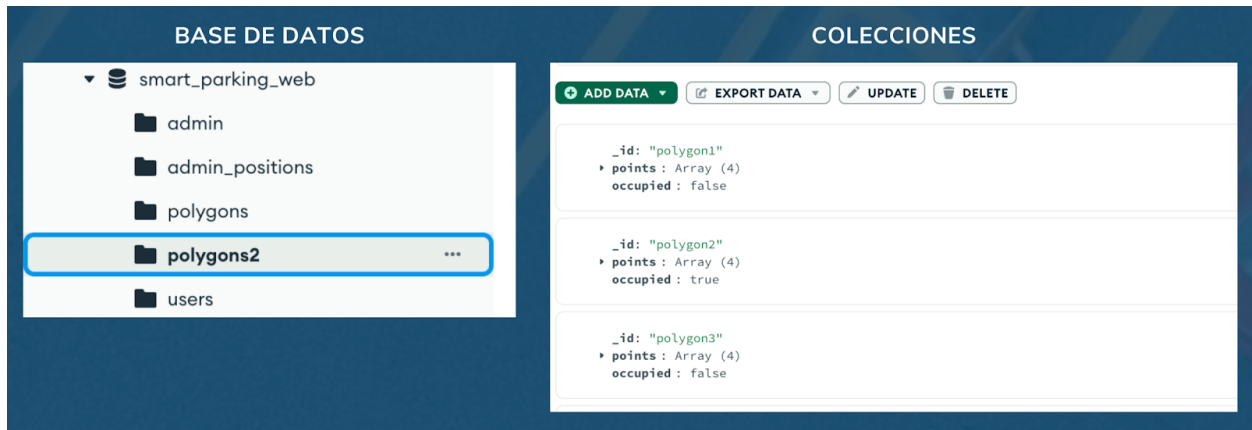 BASE DE DATOS
smart_parking_web
admin
admin_positions
polygons
polygons2
users
COLECCIONES
ADD DATA
EXPORT DATA
UPDATE
DELETE
_id: "polygon1"
points : Array (4)
occupied : false
_id: "polygon2"
points : Array (4)
occupied : true
_id: "polygon3"
points : Array (4)
occupied : false